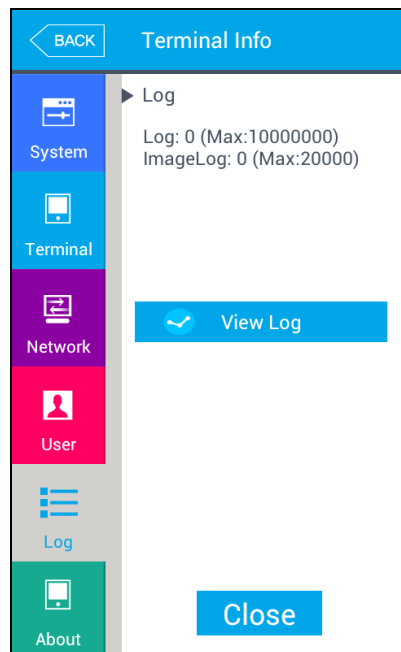 BACK
Terminal Info
System
Terminal
Network
User
Log
About
Log
Log: 0 (Max:10000000)
ImageLog: 0 (Max:20000)
View Log
Close